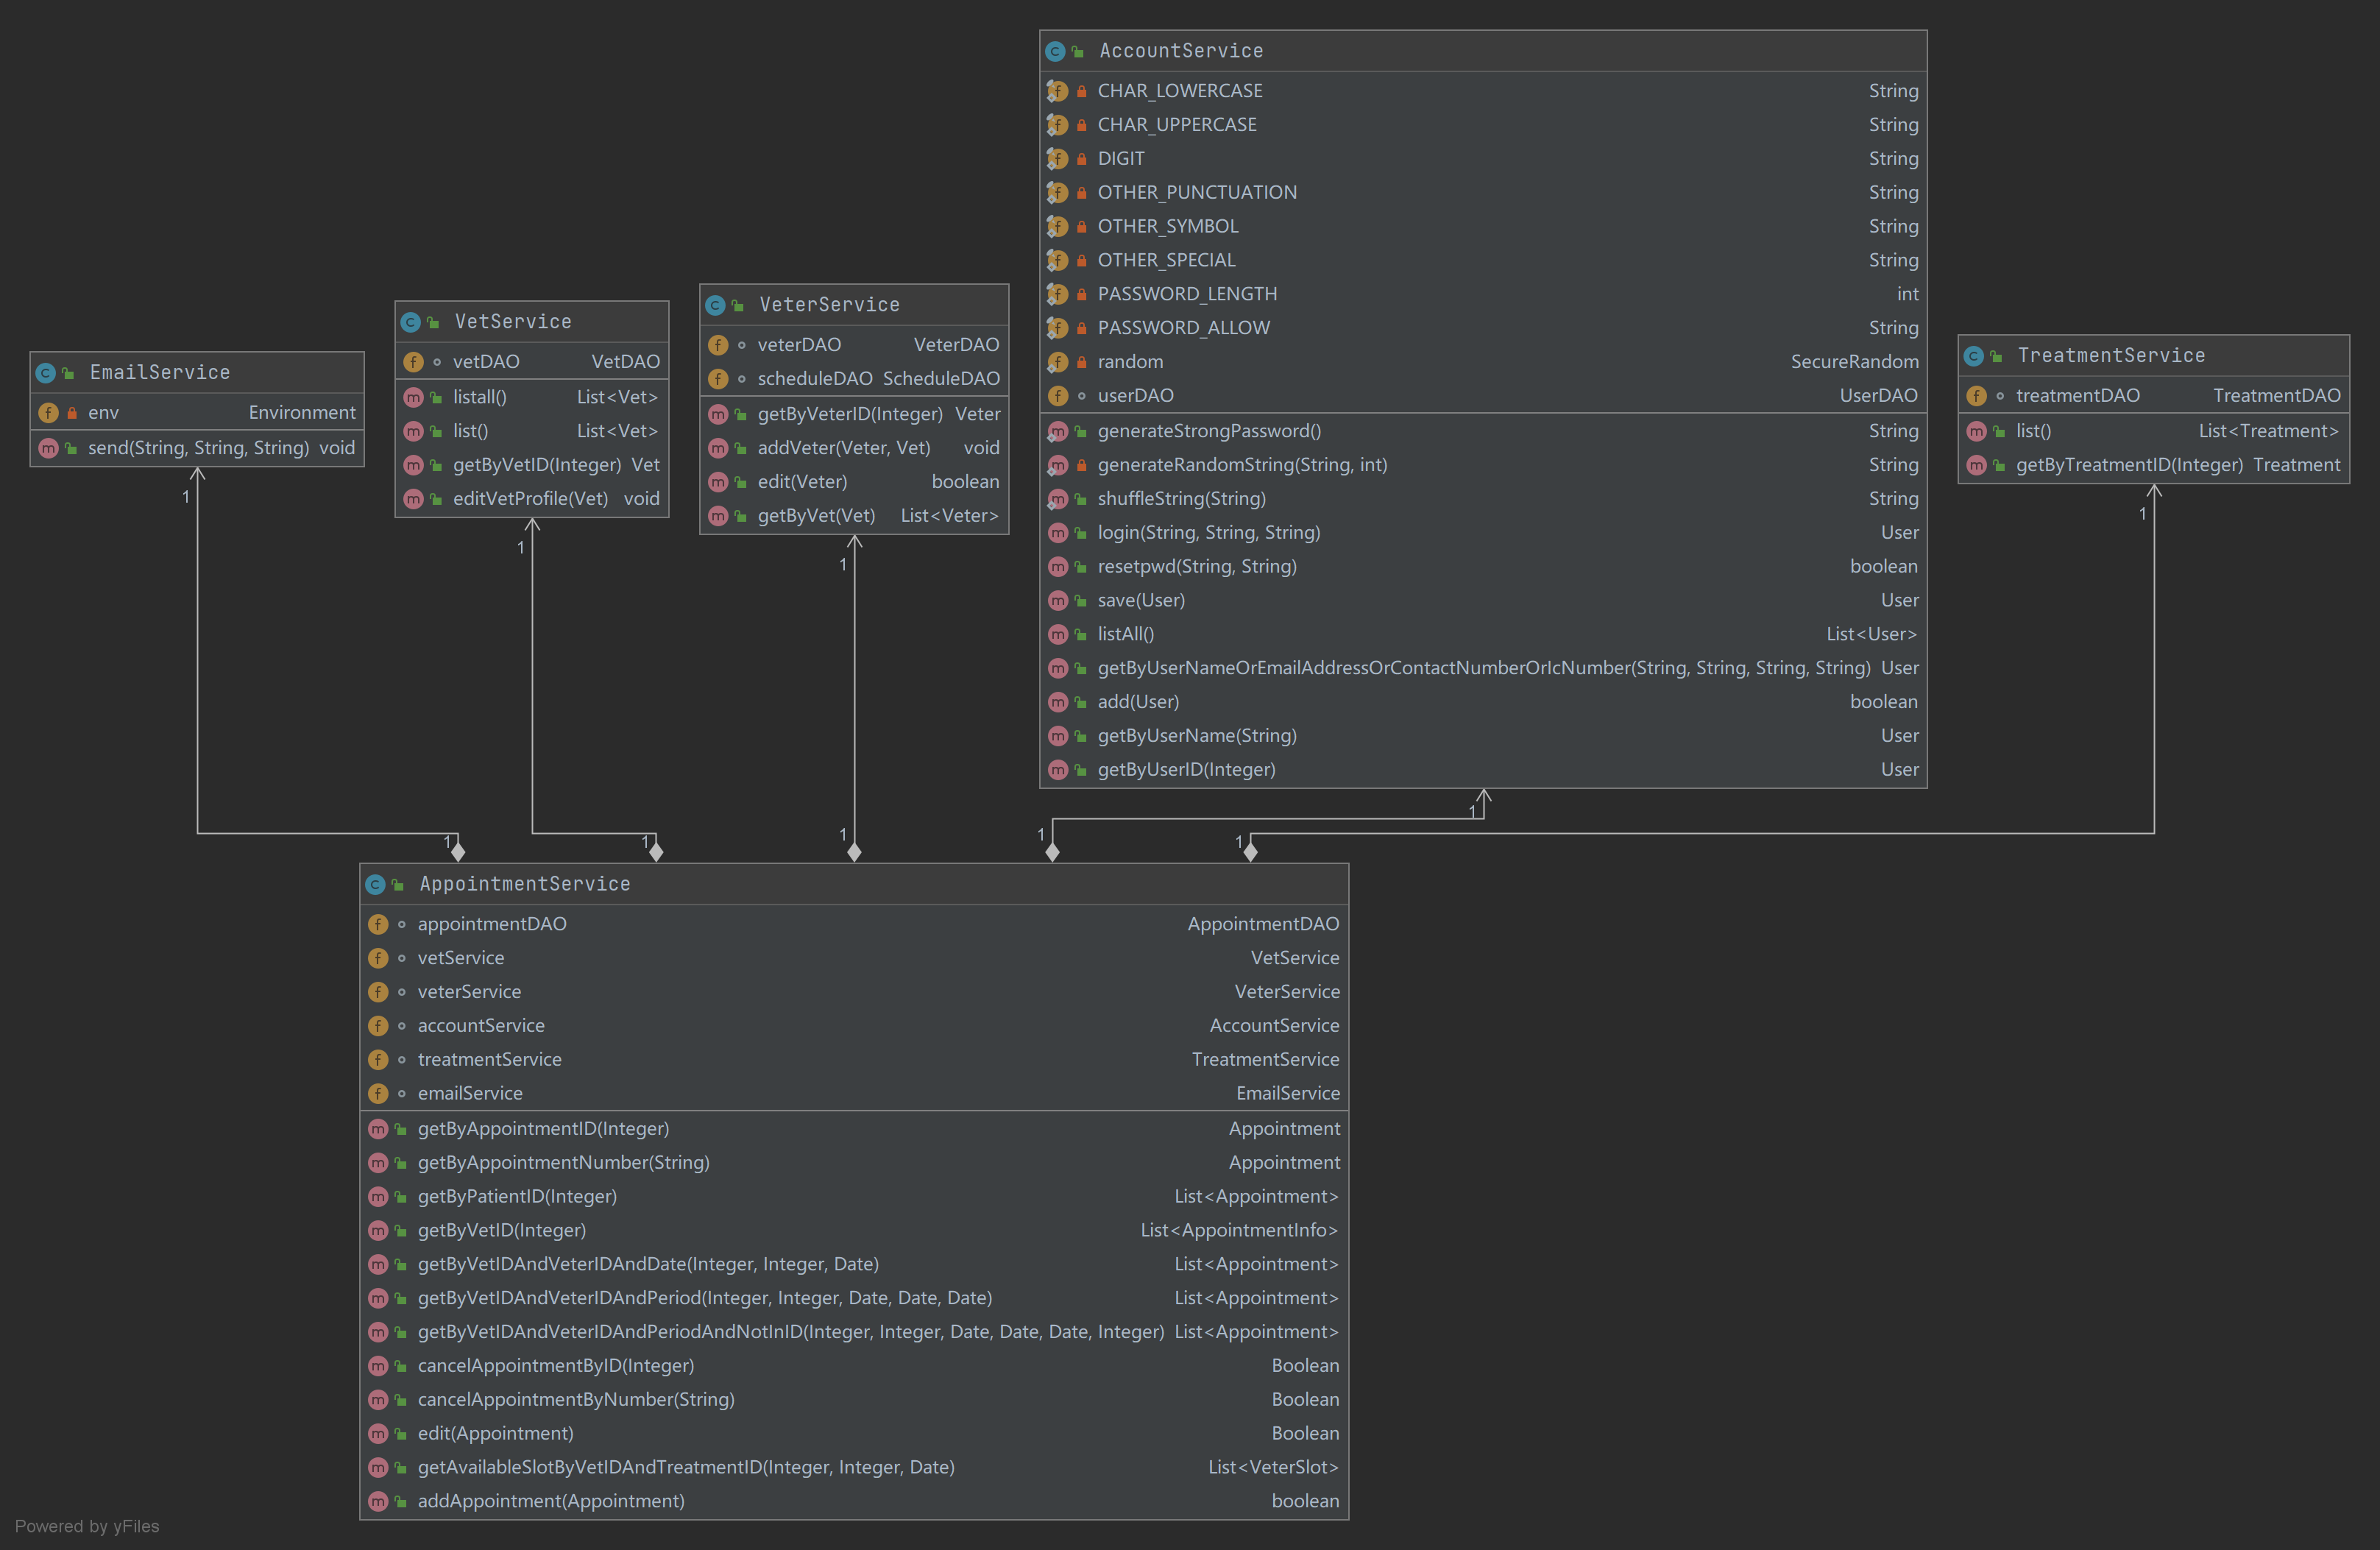 AccountService
CHAR_LOWERCASE String
CHAR_UPPERCASE String
DIGIT String
OTHER_PUNCTUATION String
OTHER_SYMBOL String
OTHER_SPECIAL String
PASSWORD_LENGTH int
PASSWORD_ALLOW String
random SecureRandom
userDAO UserDAO
generateStrongPassword() String
generateRandomString(String, int) String
shuffleString(String) String
login(String, String, String) User
resetpwd(String, String) boolean
save(User) User
listAll() List<User>
getByUserNameOrEmailAddressOrContactNumberOrIcNumber(String, String, String, String) User
add(User) boolean
getByUserName(String) User
getByUserID(Integer) User
VeterService
veterDAO VeterDAO
scheduleDAO ScheduleDAO
getByVeterID(Integer) Veter
addVeter(Veter, Vet) void
edit(Veter) boolean
getByVet(Vet) List<Veter>
VetService
vetDAO VetDAO
listall() List<Vet>
list() List<Vet>
getByVetID(Integer) Vet
editVetProfile(Vet) void
TreatmentService
treatmentDAO TreatmentDAO
list() List<Treatment>
getByTreatmentID(Integer) Treatment
EmailService
env Environment
send(String, String, String) void
1
1
1
1
1
1
1
1
1
1
AppointmentService
appointmentDAO AppointmentDAO
vetService VetService
veterService VeterService
accountService AccountService
treatmentService TreatmentService
emailService EmailService
getByAppointmentID(Integer) Appointment
getByAppointmentNumber(String) Appointment
getByPatientID(Integer) List<Appointment>
getByVetID(Integer) List<AppointmentInfo>
getByVetIDAndVeterIDAndDate(Integer, Integer, Date) List<Appointment>
getByVetIDAndVeterIDAndPeriod(Integer, Integer, Date, Date, Date) List<Appointment>
getByVetIDAndVeterIDAndPeriodAndNotInID(Integer, Integer, Date, Date, Date, Integer) List<Appointment>
cancelAppointmentByID(Integer) Boolean
cancelAppointmentByNumber(String) Boolean
edit(Appointment) Boolean
getAvailableSlotByVetIDAndTreatmentID(Integer, Integer, Date) List<VeterSlot>
addAppointment(Appointment) boolean
Powered by yFiles